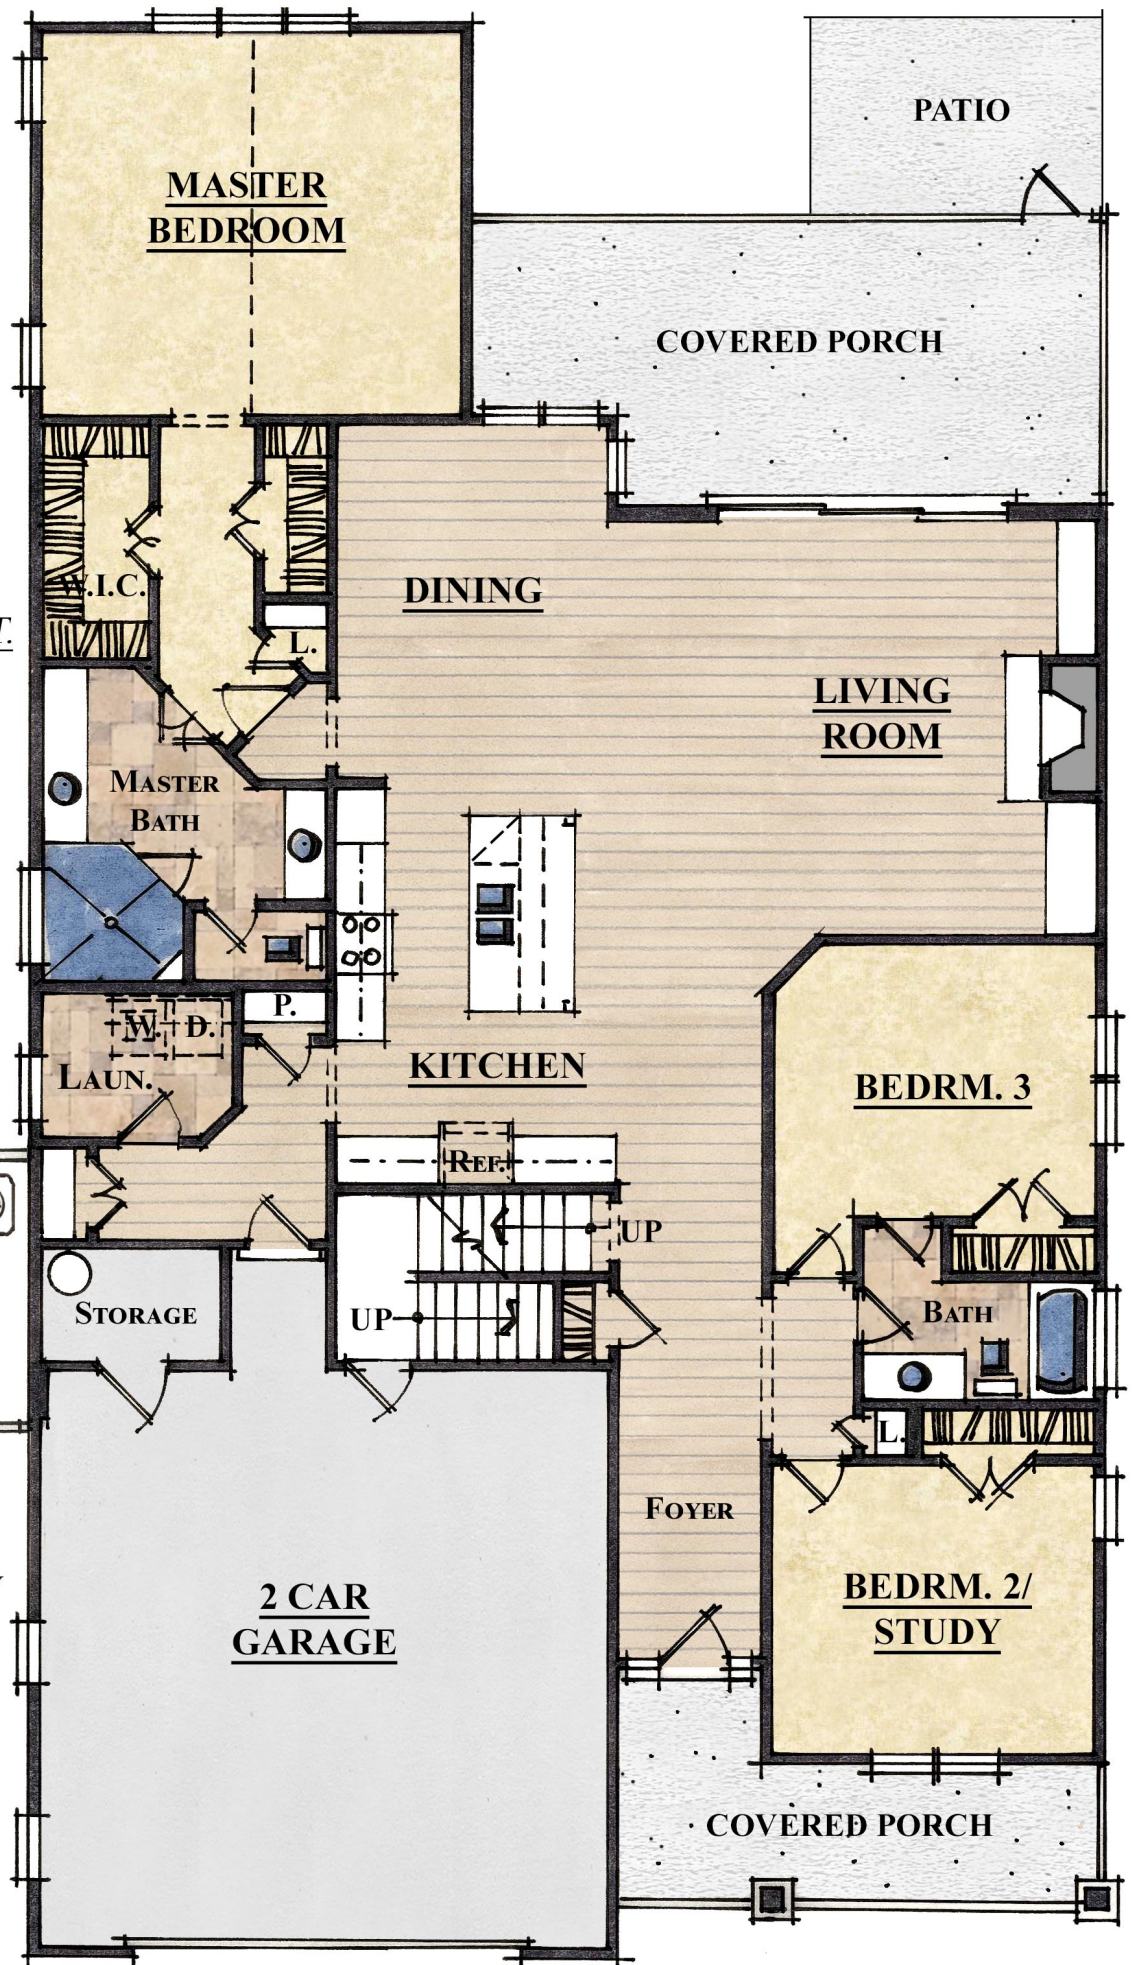 PATIO
MASTER
BEDROOM
COVERED PORCH
W.I.C.
DINING
L.
LIVING
ROOM
MASTER
BATH
P.
W. D.
LAUN.
KITCHEN
BEDRM. 3
REF.
UP
STORAGE
UP
BATH
L.
FOYER
2 CAR
GARAGE
BEDRM. 2/
STUDY
COVERED PORCH